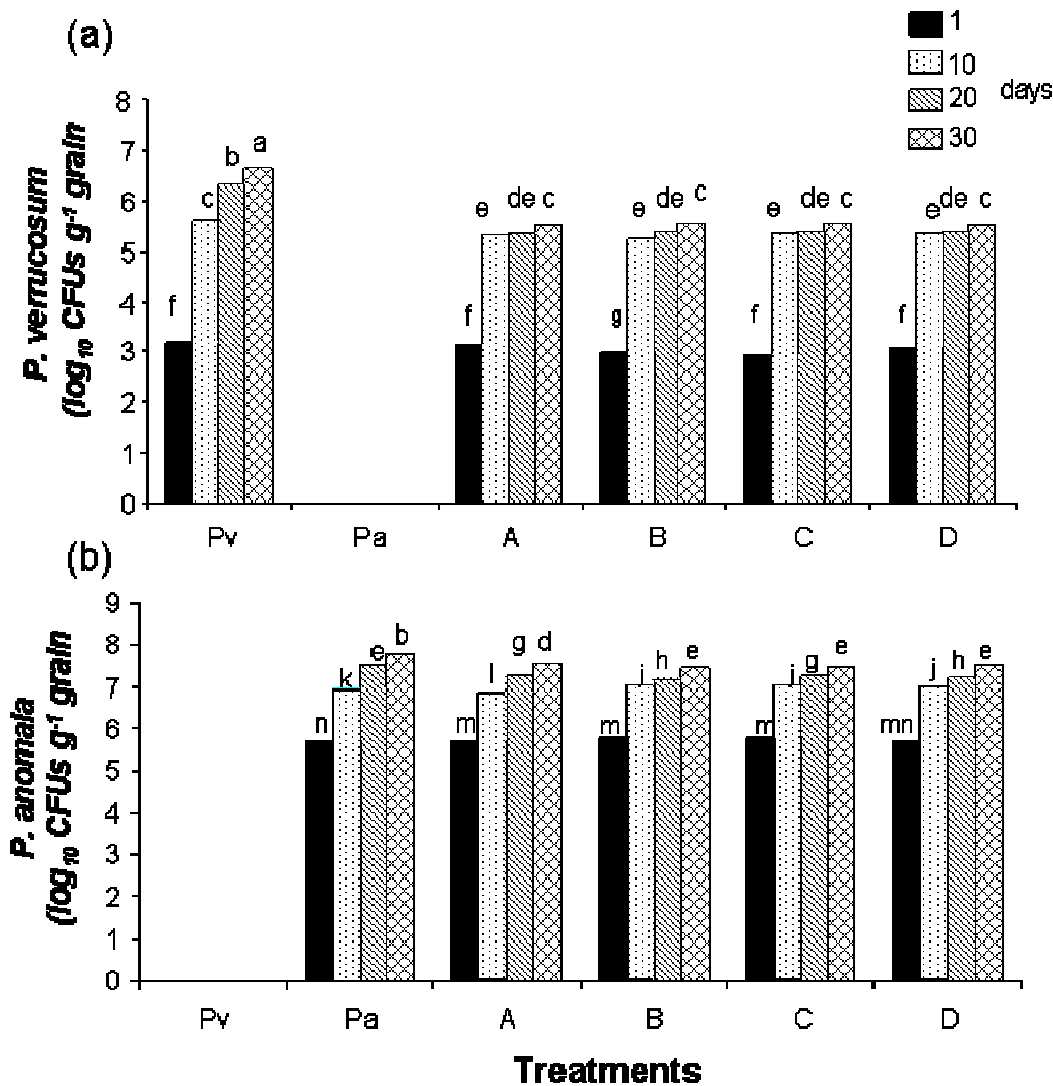 (a)
1
10
20
30
days
P. verrucosum
(log10 CFUs g-1 grain
8
7
6
5
4
3
2
1
0
f c b a
e de c
e de c
e de c
e de c
f g f f
Pv Pa A B C D
(b)
P. anomala
(log10 CFUs g-1 grain
9
8
7
6
5
4
3
2
1
0
n k e b
m l g d
m j h e
m j g e
mn j h e
Pv Pa A B C D
Treatments